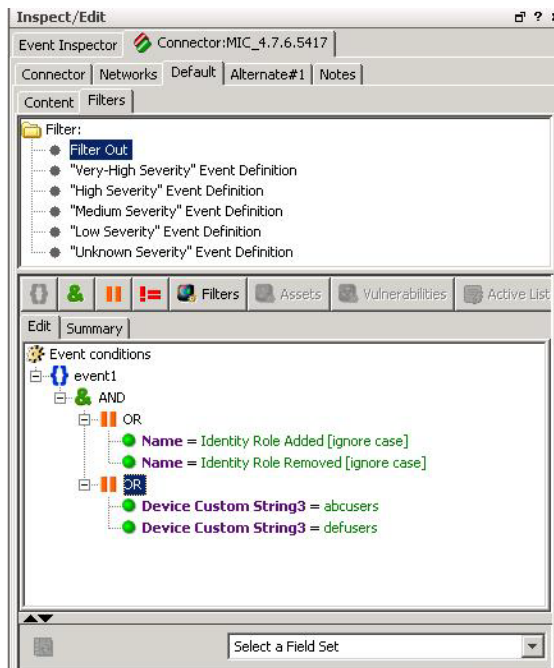 Inspect/Edit
Event Inspector Connector:MIC_4.7.6.5417
Connector Networks Default Alternate#1 Notes
Content Filters
Filter:
Filter Out
"Very-High Severity" Event Definition
"High Severity" Event Definition
"Medium Severity" Event Definition
"Low Severity" Event Definition
"Unknown Severity" Event Definition
{} & != Filters Assets Vulnerabilities Active List
Edit Summary
Event conditions
event1
& AND
OR
Name = Identity Role Added [ignore case]
Name = Identity Role Removed [ignore case]
OR
Device Custom String3 = abcusers
Device Custom String3 = defusers
Select a Field Set